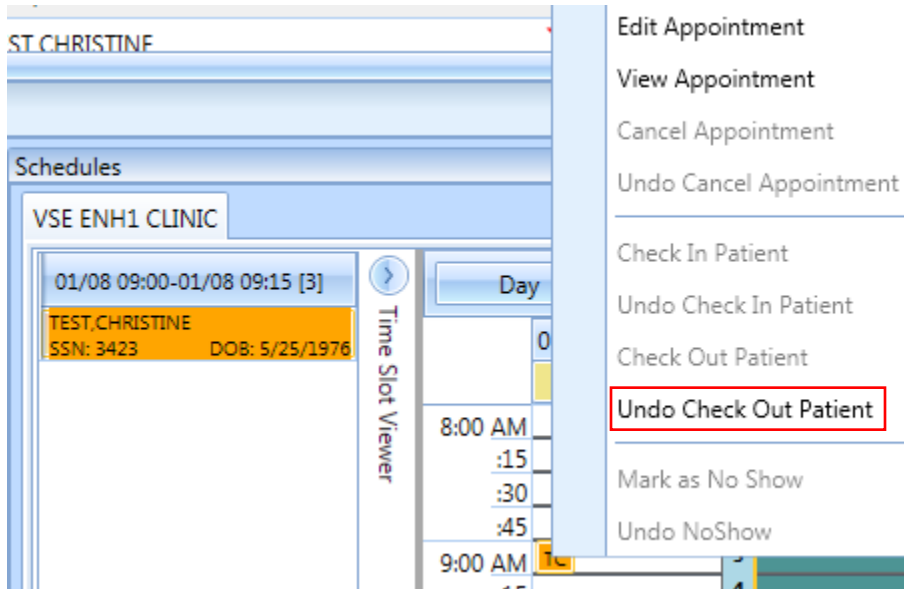 ST CHRISTINE
Schedules
VSE ENH1 CLINIC
01/08 09:00-01/08 09:15 [3]
TEST,CHRISTINE
SSN: 3423 DOB: 5/25/1976
Time Slot Viewer
Day
0
8:00 AM
:15
:30
:45
9:00 AM TC
Edit Appointment
View Appointment
Cancel Appointment
Undo Cancel Appointment
Check In Patient
Undo Check In Patient
Check Out Patient
Undo Check Out Patient
Mark as No Show
Undo NoShow